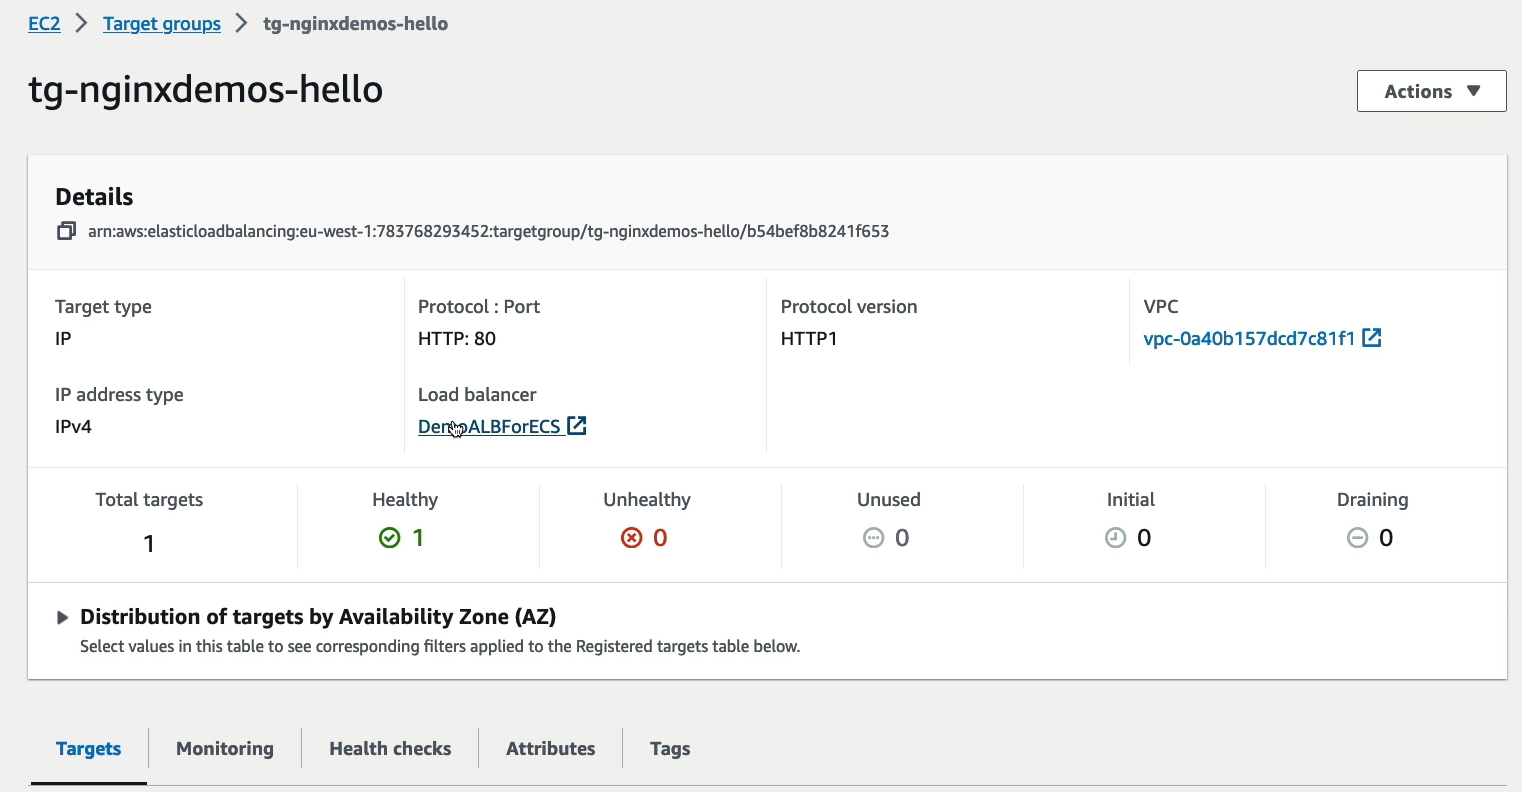 EC2 > Target groups > tg-nginxdemos-hello
tg-nginxdemos-hello
Actions ▼
Details
arn:aws:elasticloadbalancing:eu-west-1:783768293452:targetgroup/tg-nginxdemos-hello/b54bef8b8241f653
Target type Protocol : Port Protocol version VPC
IP HTTP: 80 HTTP1 vpc-0a40b157dcd7c81f1
IP address type Load balancer
IPv4 DemoALBForECS
Total targets Healthy Unhealthy Unused Initial Draining
1 1 0 0 0 0
Distribution of targets by Availability Zone (AZ)
Select values in this table to see corresponding filters applied to the Registered targets table below.
Targets Monitoring Health checks Attributes Tags